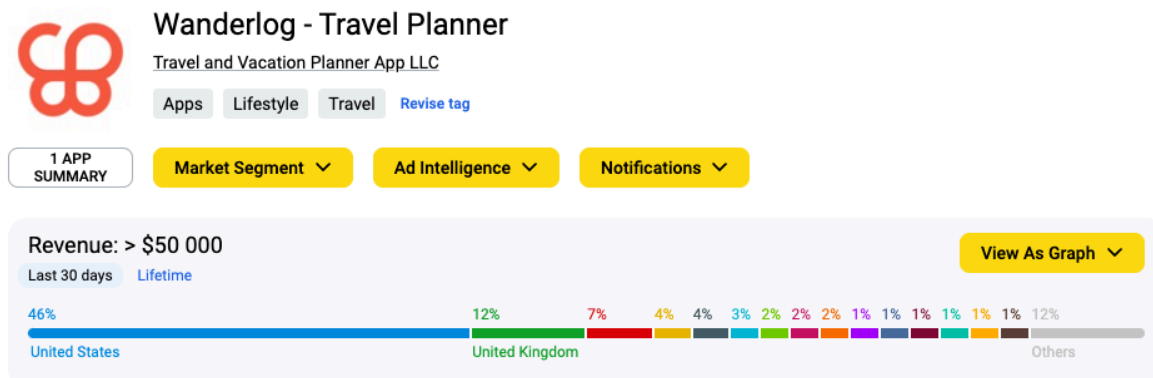 Wanderlog - Travel Planner
Travel and Vacation Planner App LLC
Apps Lifestyle Travel Revise tag
1 APP
SUMMARY
Market Segment Ad Intelligence Notifications
Revenue: > $50 000
View As Graph
Last 30 days Lifetime
46% 12% 7% 4% 4% 3% 2% 2% 2% 1% 1% 1% 1% 1% 1% 12%
United States United Kingdom Others